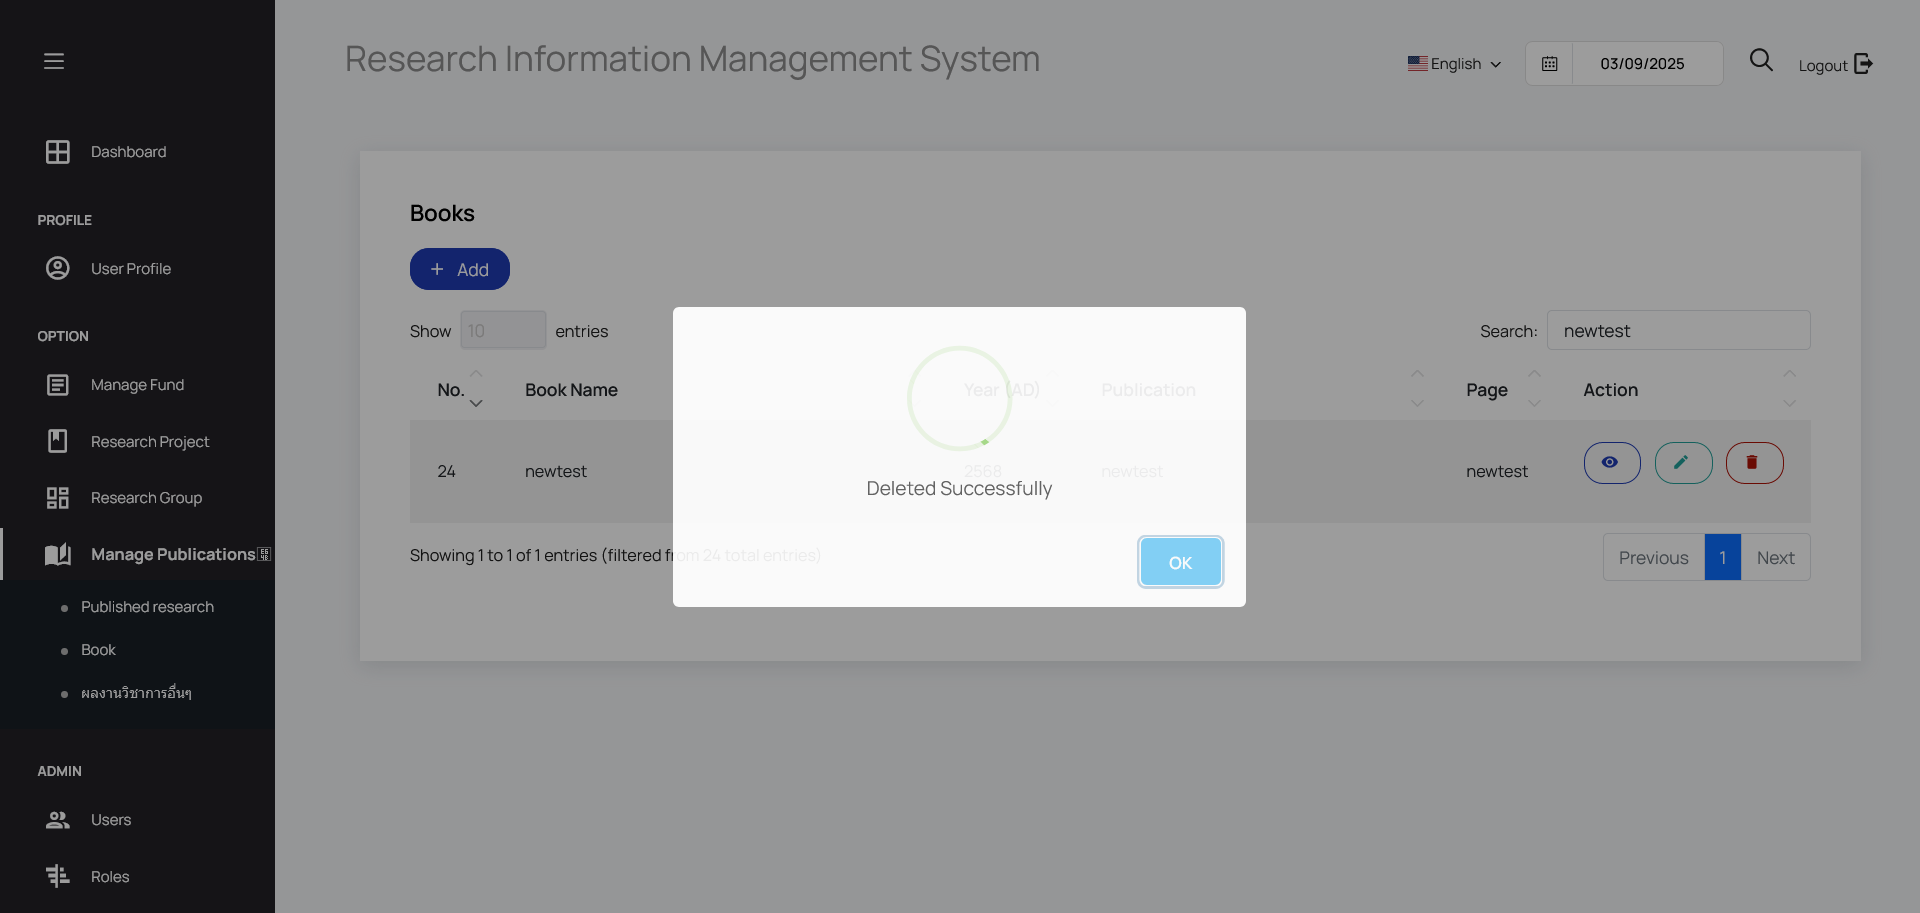 Research Information Management System
English
03/09/2025
Logout
Dashboard
PROFILE
User Profile
OPTION
Manage Fund
Research Project
Research Group
Manage Publications
Published research
Book
ผลงานวิชาการอื่นๆ
ADMIN
Users
Roles
Books
+ Add
Show 10 entries
Search: newtest
No. Book Name Year (AD) Publication Page Action
24 newtest 2568 newtest newtest
Showing 1 to 1 of 1 entries (filtered from 24 total entries)
Previous 1 Next
Deleted Successfully
OK